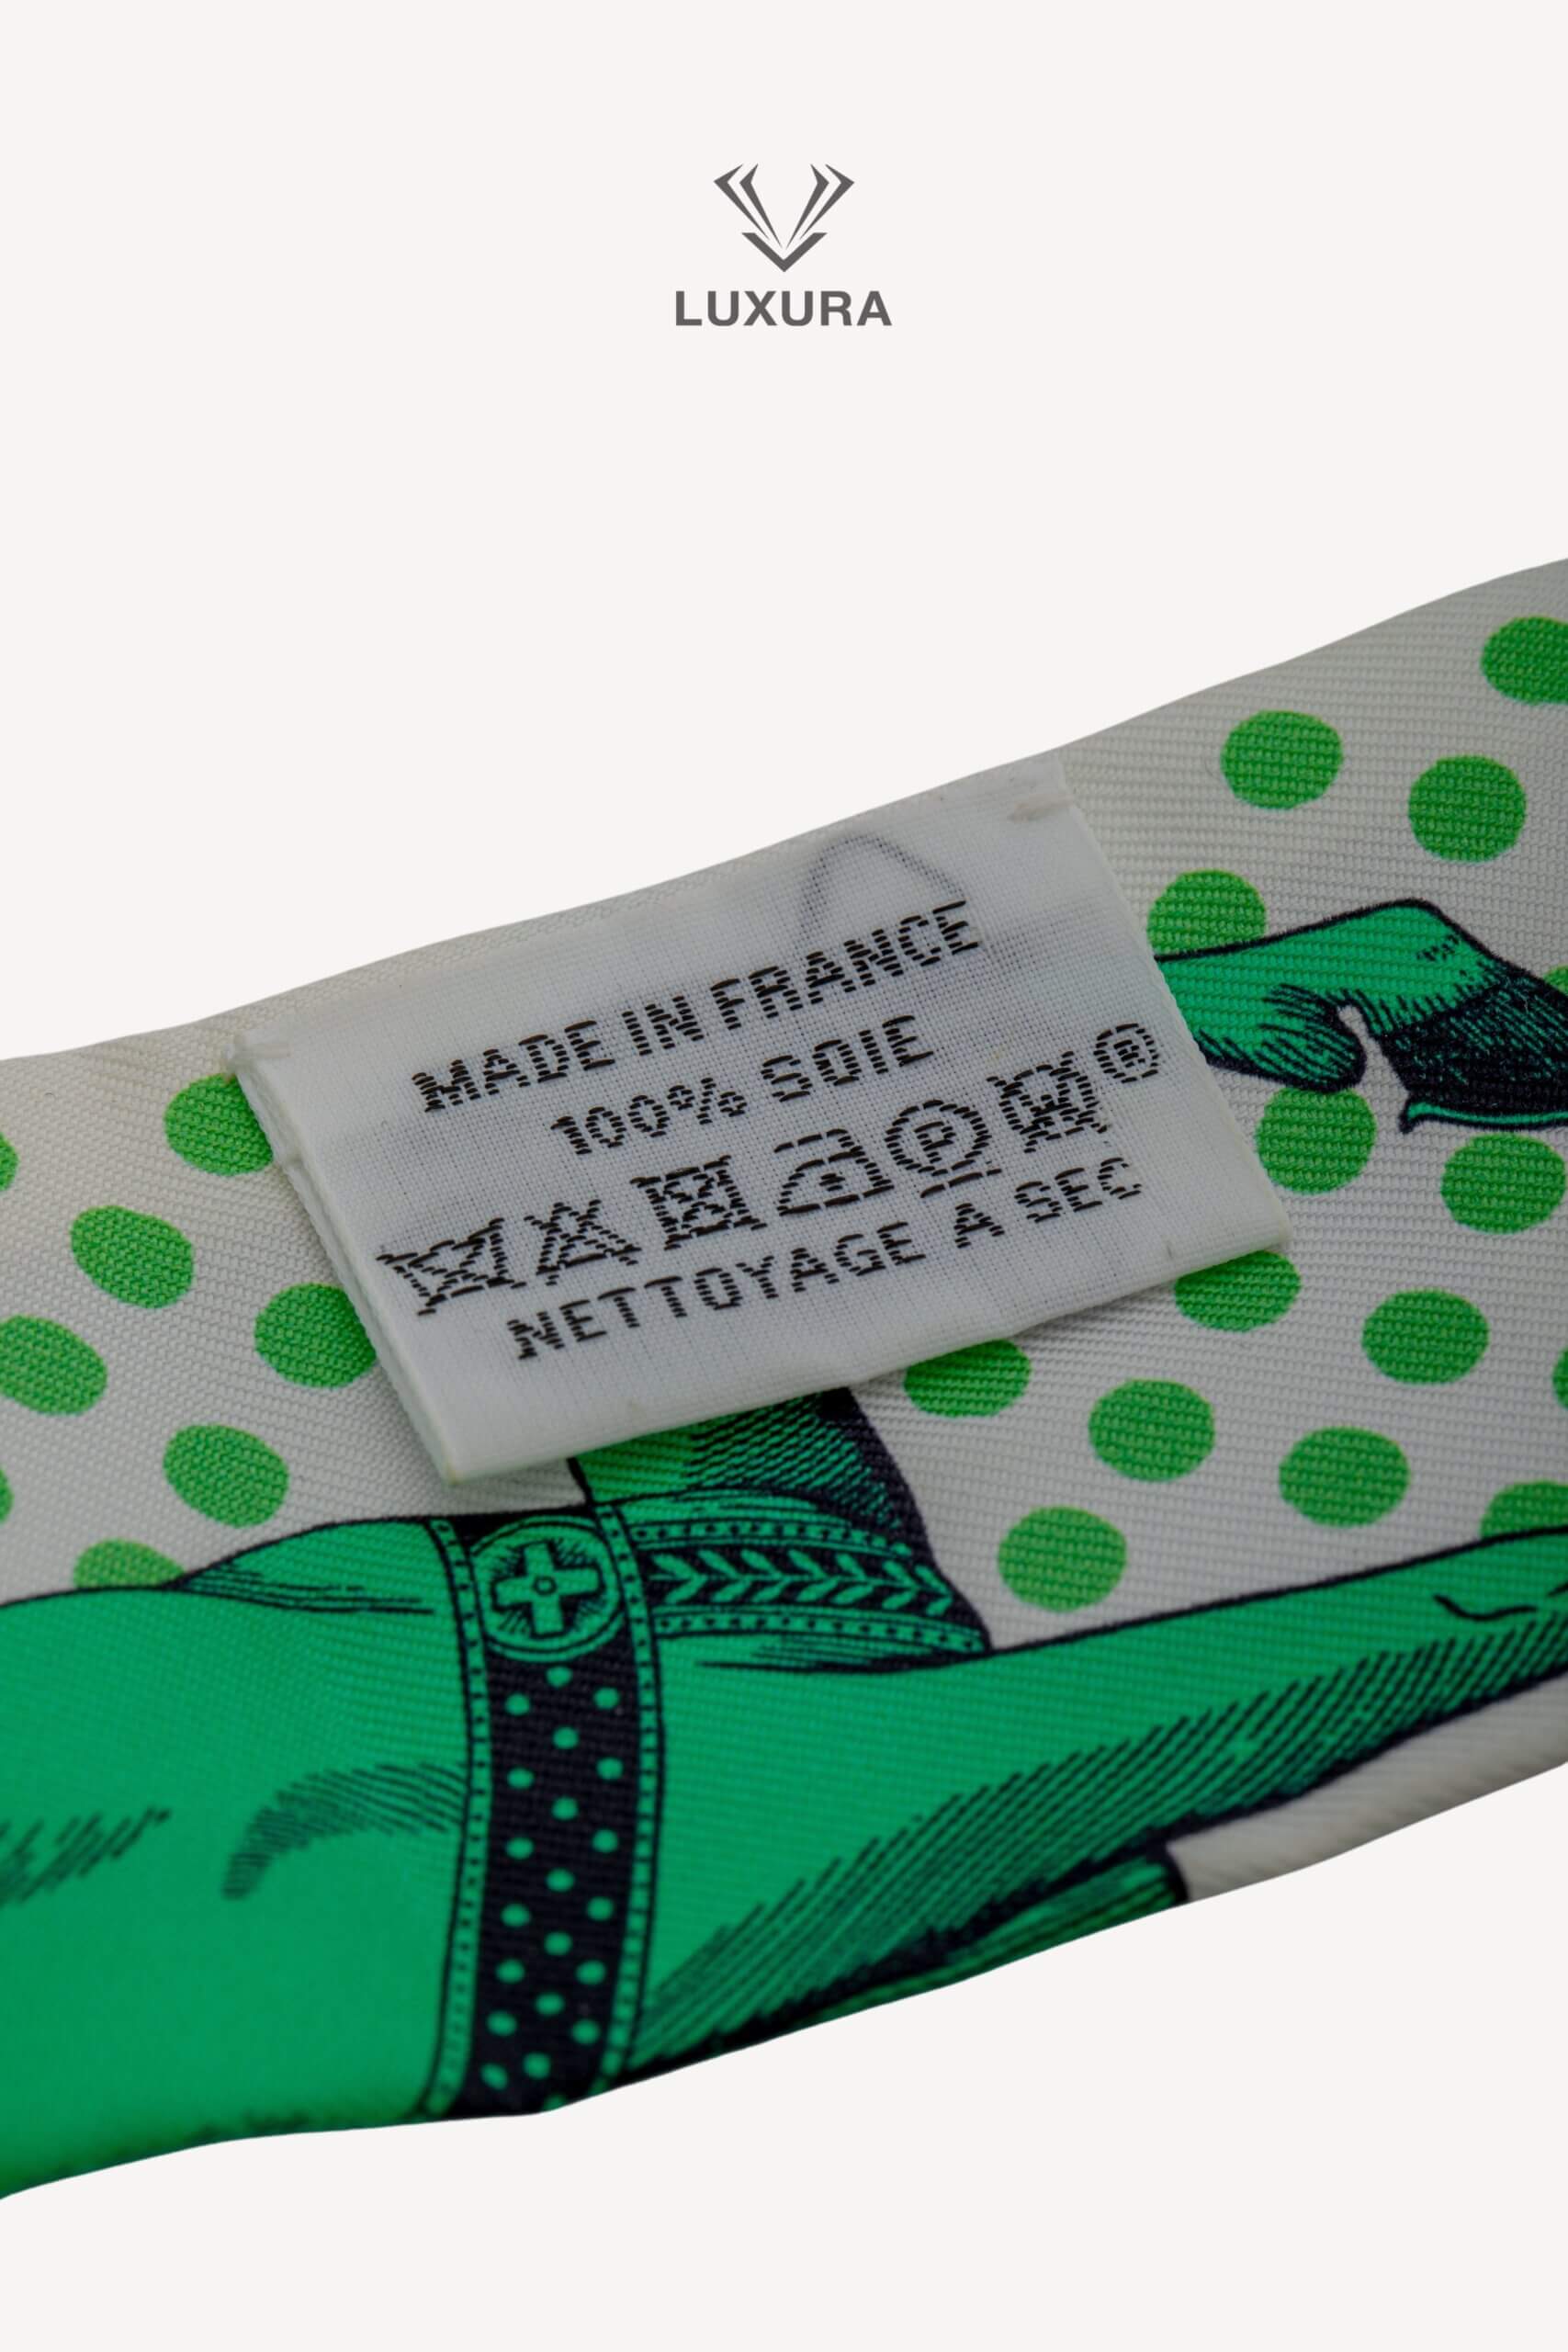 LUXURA
MADE IN FRANCE
100% SOIE
P ®
NETTOYAGE A SEC